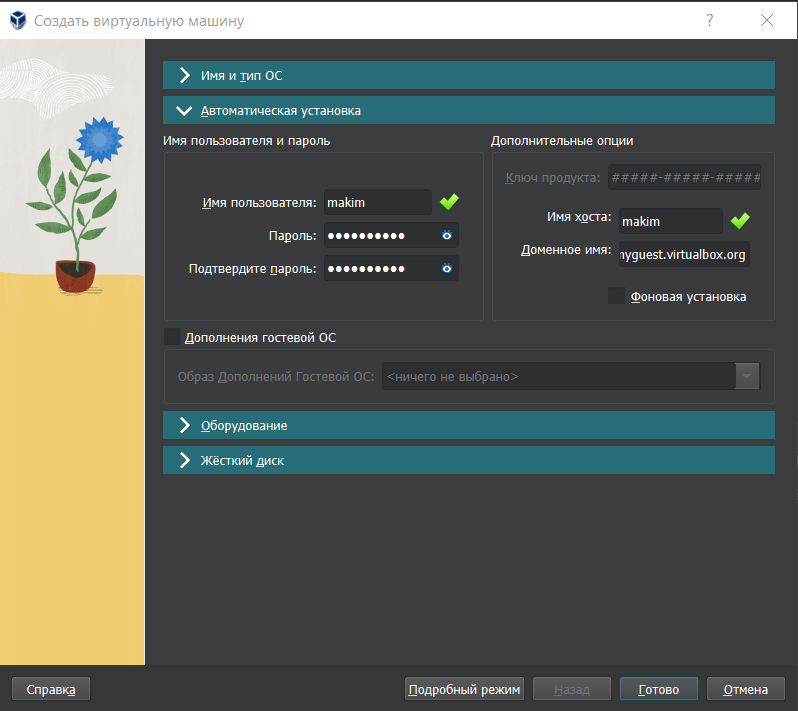 Создать виртуальную машину
?
Имя и тип ОС
Автоматическая установка
Имя пользователя и пароль
Дополнительные опции
Ключ продукта: #####-#####-#####
Имя пользователя: makim
Имя хоста: makim
Пароль: ●●●●●●●●●●
Доменное имя: myguest.virtualbox.org
Подтвердите пароль: ●●●●●●●●●●
Фоновая установка
Дополнения гостевой ОС
Образ Дополнений Гостевой ОС: <ничего не выбрано>
Оборудование
Жёсткий диск
Справка
Подробный режим
Назад
Готово
Отмена